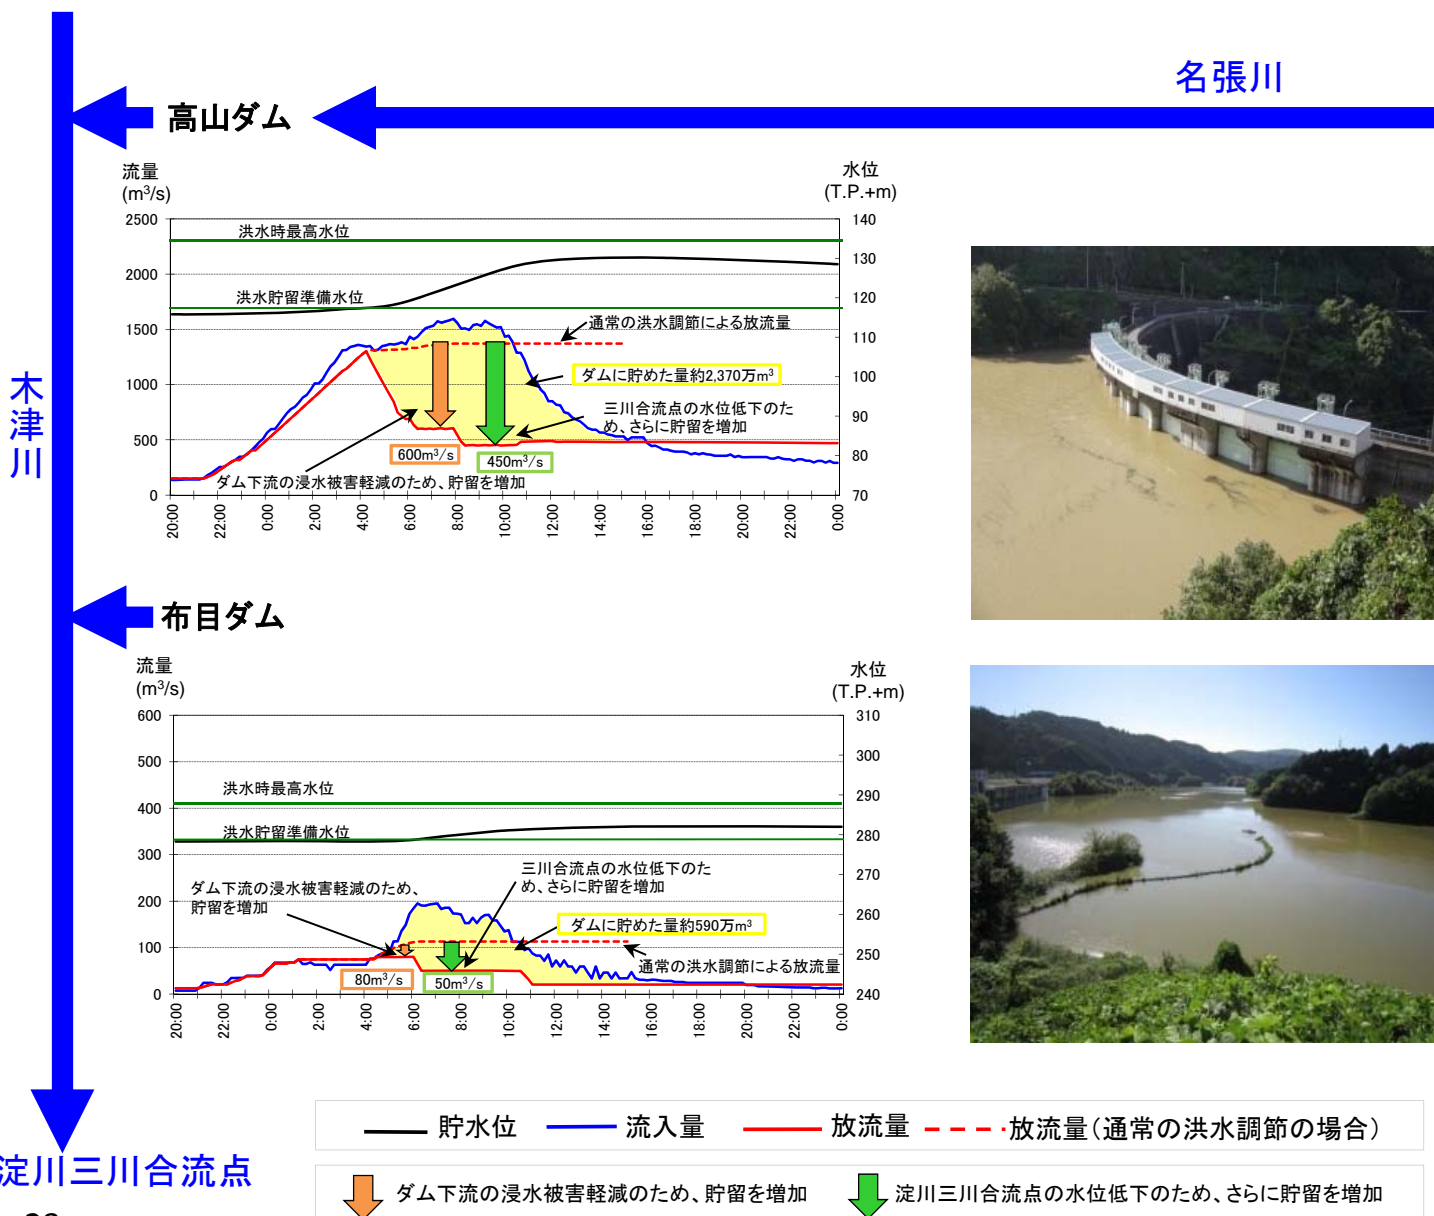 名張川
高山ダム
流量
(m³/s)
水位
(T.P.+m)
2500
2000
1500
1000
500
0
140
130
120
110
100
90
80
70
洪水時最高水位
洪水貯留準備水位
通常の洪水調節による放流量
ダムに貯めた量約2,370万m³
三川合流点の水位低下のた
め、さらに貯留を増加
600m³/s
450m³/s
ダム下流の浸水被害軽減のため、貯留を増加
20:00
22:00
0:00
2:00
4:00
6:00
8:00
10:00
12:00
14:00
16:00
18:00
20:00
22:00
0:00
木津川
布目ダム
流量
(m³/s)
水位
(T.P.+m)
600
500
400
300
200
100
0
310
300
290
280
270
260
250
240
洪水時最高水位
洪水貯留準備水位
三川合流点の水位低下のた
め、さらに貯留を増加
ダム下流の浸水被害軽減のため、
貯留を増加
ダムに貯めた量約590万m³
通常の洪水調節による放流量
80m³/s
50m³/s
20:00
22:00
0:00
2:00
4:00
6:00
8:00
10:00
12:00
14:00
16:00
18:00
20:00
22:00
0:00
貯水位
流入量
放流量
放流量(通常の洪水調節の場合)
淀川三川合流点
ダム下流の浸水被害軽減のため、貯留を増加
淀川三川合流点の水位低下のため、さらに貯留を増加